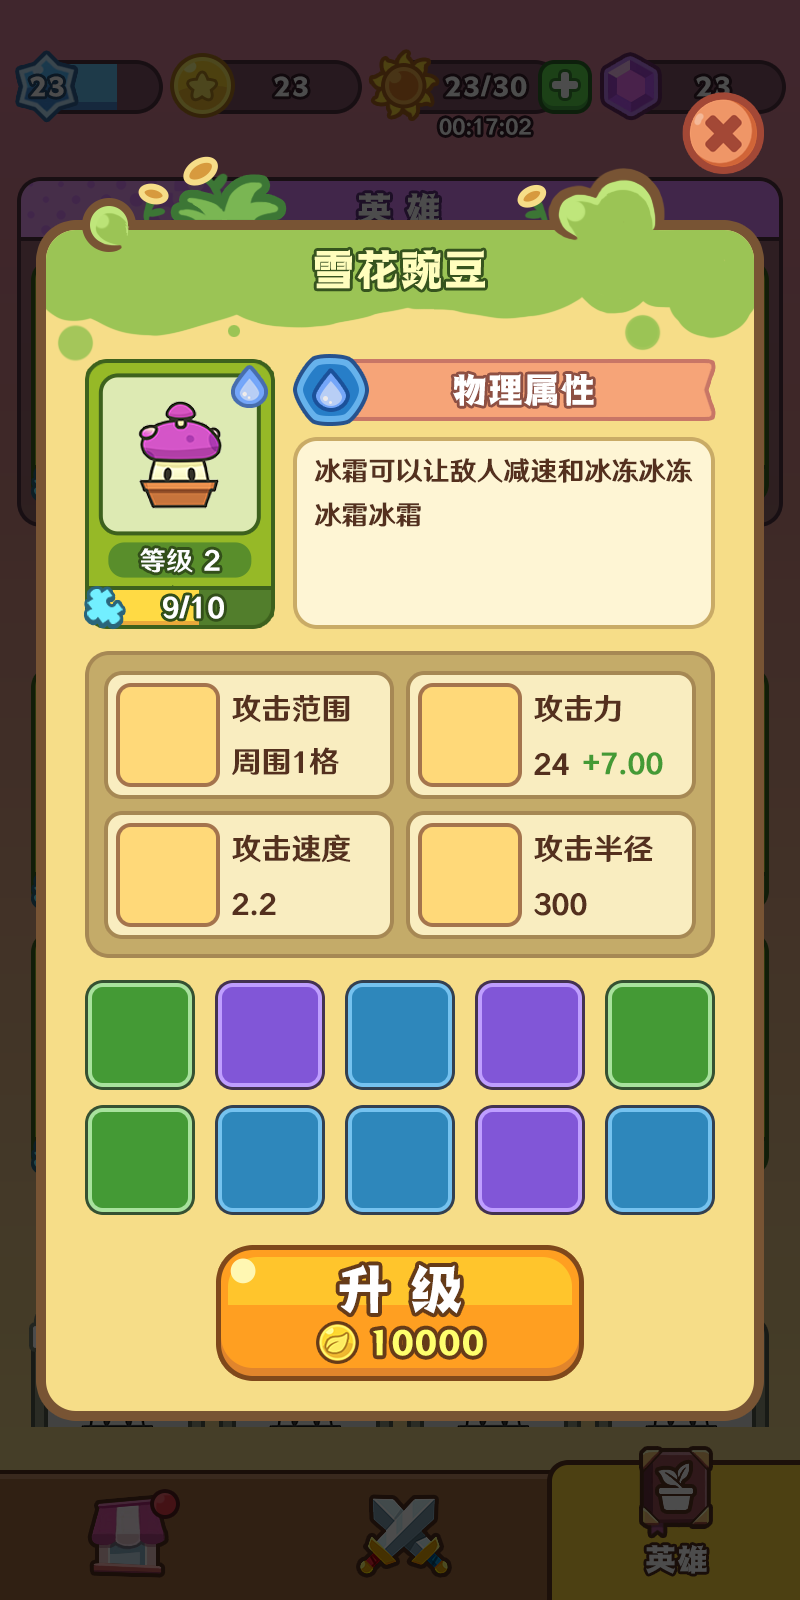 23
23
23/30
23
00:17:02
英雄
雪花豌豆
物理属性
冰霜可以让敌人减速和冰冻冰冻
冰霜冰霜
等级 2
9/10
攻击范围
周围1格
攻击力
24 +7.00
攻击速度
2.2
攻击半径
300
升级
10000
英雄